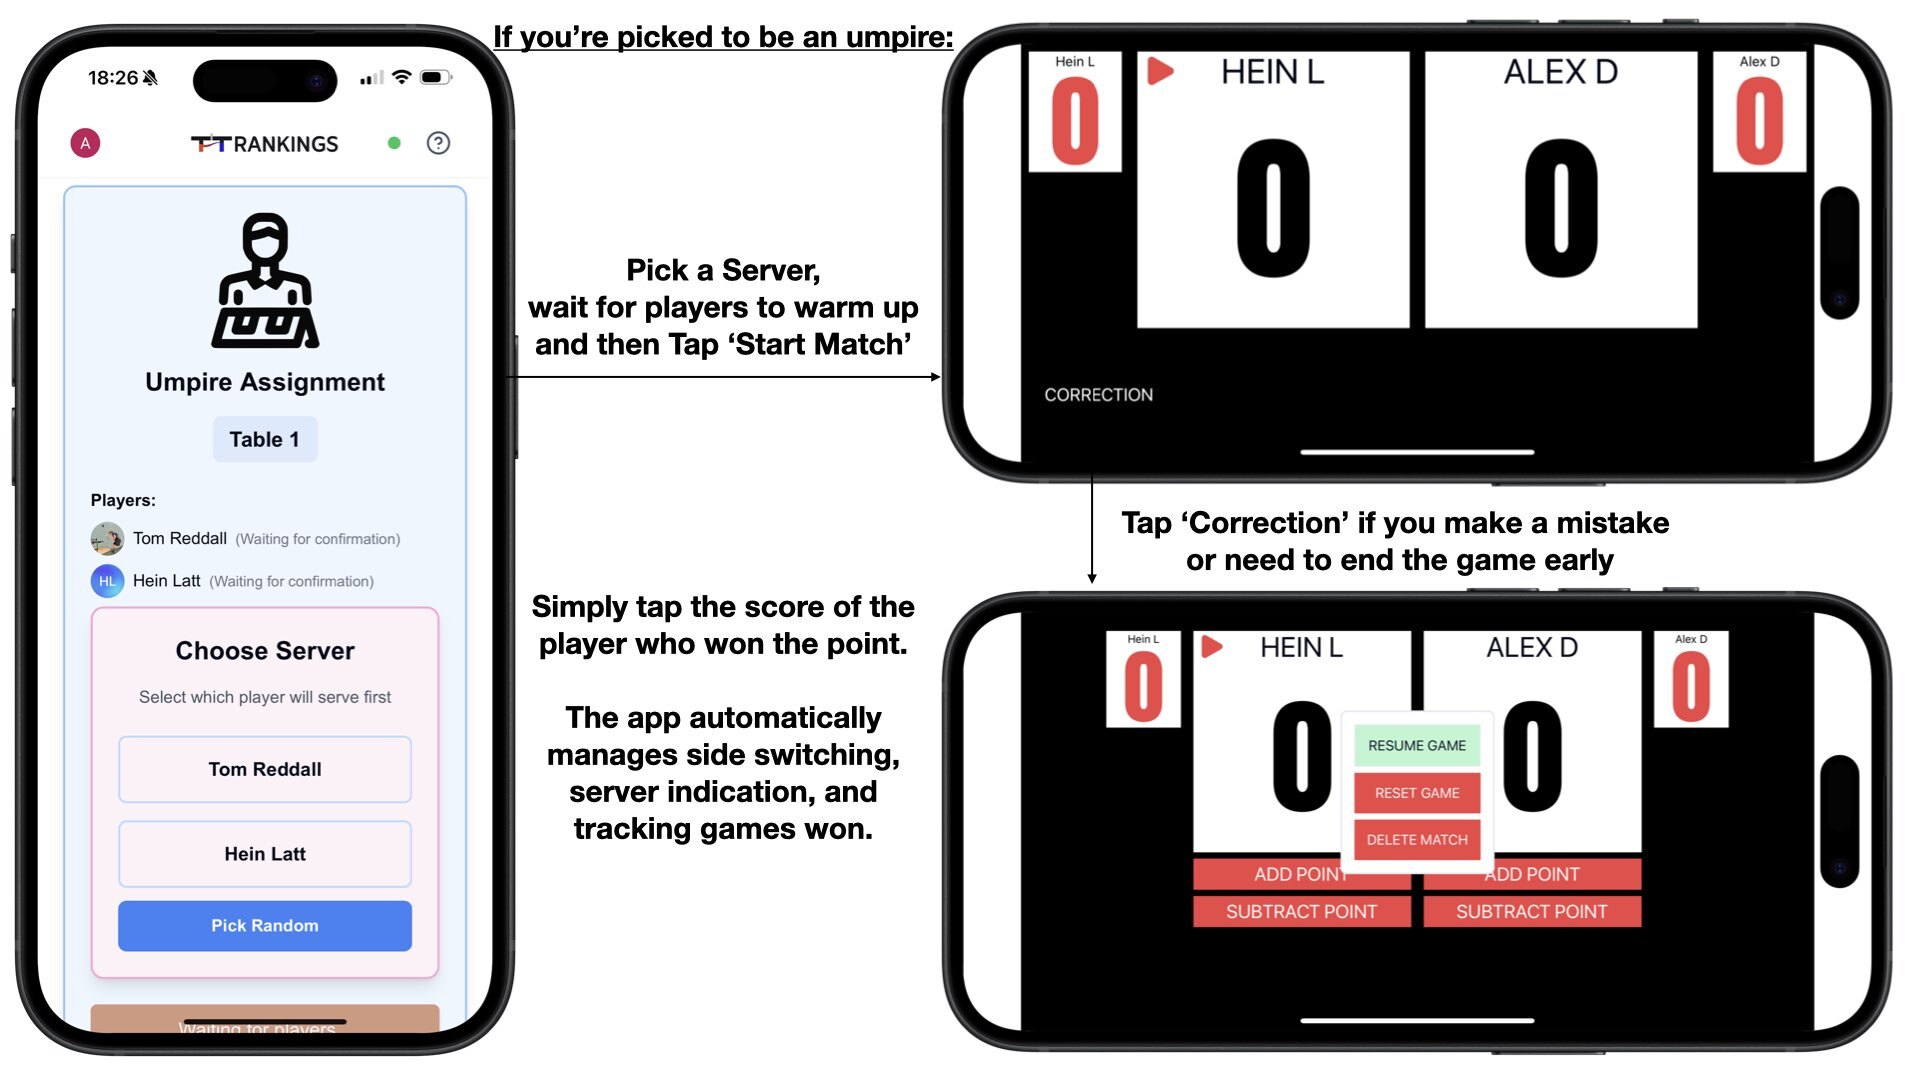 If you’re picked to be an umpire:
18:26
A
TTRANKINGS
?
Umpire Assignment
Table 1
Players:
Tom Reddall (Waiting for confirmation)
HL Hein Latt (Waiting for confirmation)
Choose Server
Select which player will serve first
Tom Reddall
Hein Latt
Pick Random
Waiting for players
Pick a Server,
wait for players to warm up
and then Tap ‘Start Match’
Simply tap the score of the
player who won the point.
The app automatically
manages side switching,
server indication, and
tracking games won.
Hein L
0
HEIN L
0
ALEX D
0
Alex D
0
CORRECTION
Tap ‘Correction’ if you make a mistake
or need to end the game early
Hein L
0
HEIN L
0
ALEX D
0
Alex D
0
RESUME GAME
RESET GAME
DELETE MATCH
ADD POINT
ADD POINT
SUBTRACT POINT
SUBTRACT POINT